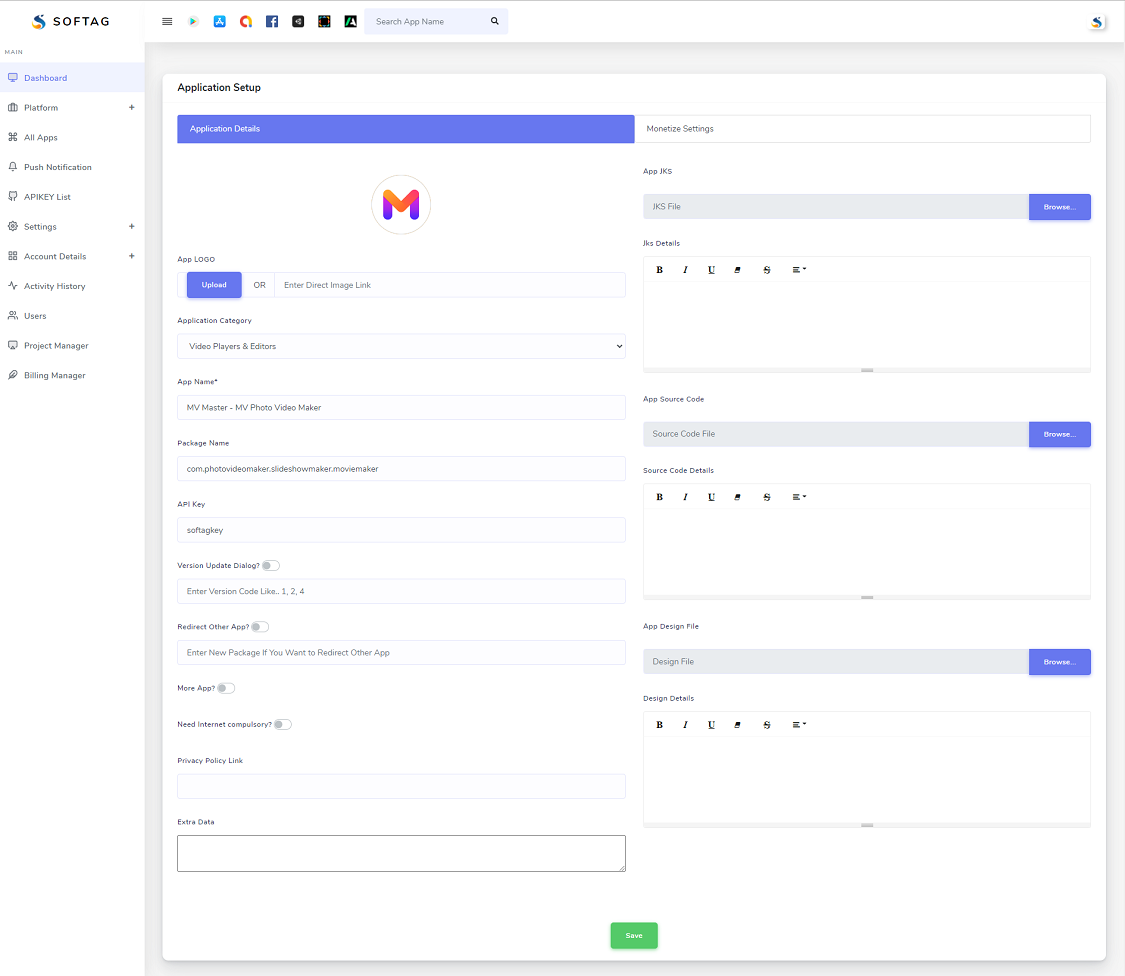 SOFTAG
Search App Name
MAIN
Dashboard
Platform +
All Apps
Push Notification
APIKEY List
Settings +
Account Details +
Activity History
Users
Project Manager
Billing Manager
Application Setup
Application Details
Monetize Settings
App LOGO
Upload OR Enter Direct Image Link
Application Category
Video Players & Editors
App Name*
MV Master - MV Photo Video Maker
Package Name
com.photovideomaker.slideshowmaker.moviemaker
API Key
softagkey
Version Update Dialog?
Enter Version Code Like.. 1, 2, 4
Redirect Other App?
Enter New Package If You Want to Redirect Other App
More App?
Need Internet compulsory?
Privacy Policy Link
Extra Data
App JKS
JKS File Browse...
Jks Details
B I U S
App Source Code
Source Code File Browse...
Source Code Details
B I U S
App Design File
Design File Browse...
Design Details
B I U S
Save